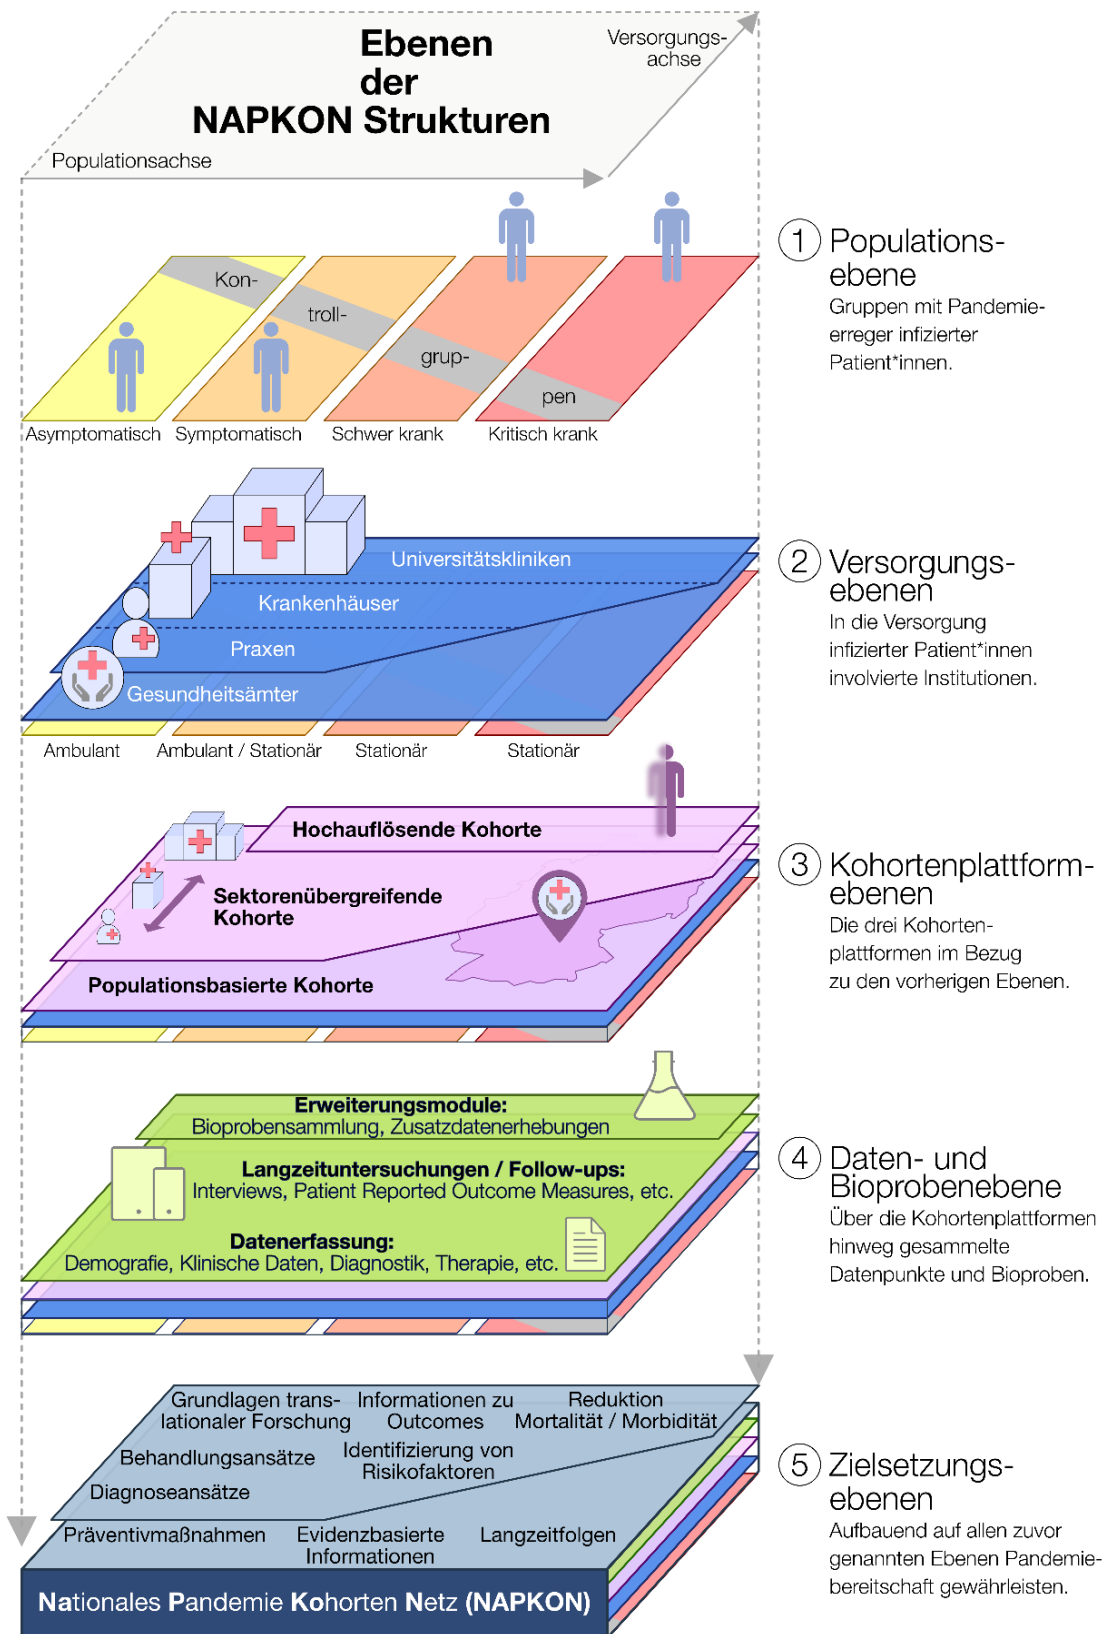 Ebenen
der
NAPKON Strukturen
Versorgungs-
achse
Populationsachse
1 Populations-
ebene
Gruppen mit Pandemie-
erreger infizierter
Patient*innen.
Kon-
troll-
grup-
pen
Asymptomatisch
Symptomatisch
Schwer krank
Kritisch krank
2 Versorgungs-
ebenen
In die Versorgung
infizierter Patient*innen
involvierte Institutionen.
Universitätskliniken
Krankenhäuser
Praxen
Gesundheitsämter
Ambulant
Ambulant / Stationär
Stationär
Stationär
3 Kohortenplattform-
ebenen
Die drei Kohorten-
plattformen im Bezug
zu den vorherigen Ebenen.
Hochauflösende Kohorte
Sektorenübergreifende
Kohorte
Populationsbasierte Kohorte
4 Daten- und
Bioprobenebene
Über die Kohortenplattformen
hinweg gesammelte
Datenpunkte und Bioproben.
Erweiterungsmodule:
Bioprobensammlung, Zusatzdatenerhebungen
Langzeituntersuchungen / Follow-ups:
Interviews, Patient Reported Outcome Measures, etc.
Datenerfassung:
Demografie, Klinische Daten, Diagnostik, Therapie, etc.
5 Zielsetzungs-
ebenen
Aufbauend auf allen zuvor
genannten Ebenen Pandemie-
bereitschaft gewährleisten.
Grundlagen trans-
lationaler Forschung
Informationen zu
Outcomes
Reduktion
Mortalität / Morbidität
Behandlungsansätze
Identifizierung von
Risikofaktoren
Diagnoseansätze
Präventivmaßnahmen
Evidenzbasierte
Informationen
Langzeitfolgen
Nationales Pandemie Kohorten Netz (NAPKON)